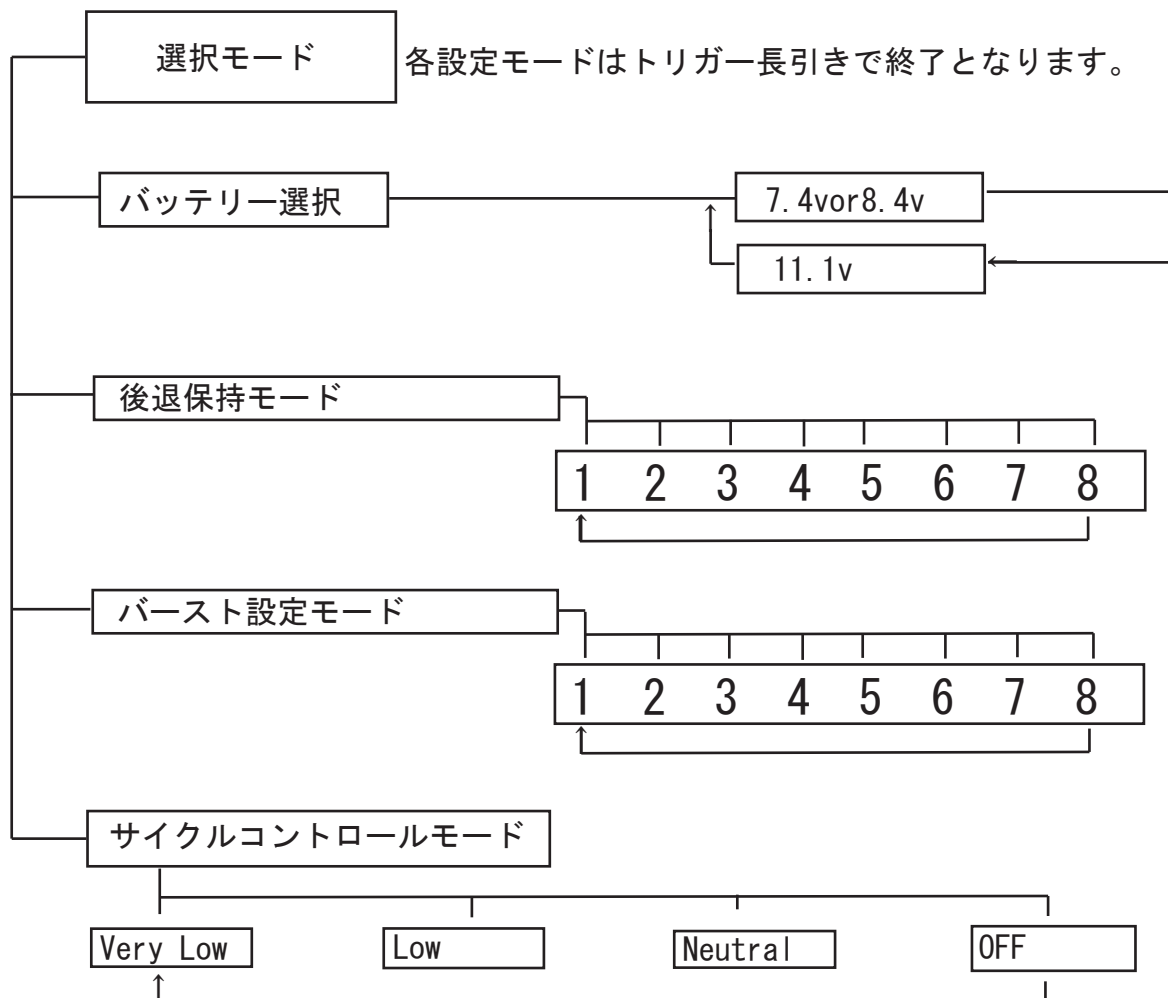 選択モード
各設定モードはトリガー長引きで終了となります。
バッテリー選択
7.4vor8.4v
11.1v
後退保持モード
1 2 3 4 5 6 7 8
バースト設定モード
1 2 3 4 5 6 7 8
サイクルコントロールモード
Very Low Low Neutral OFF